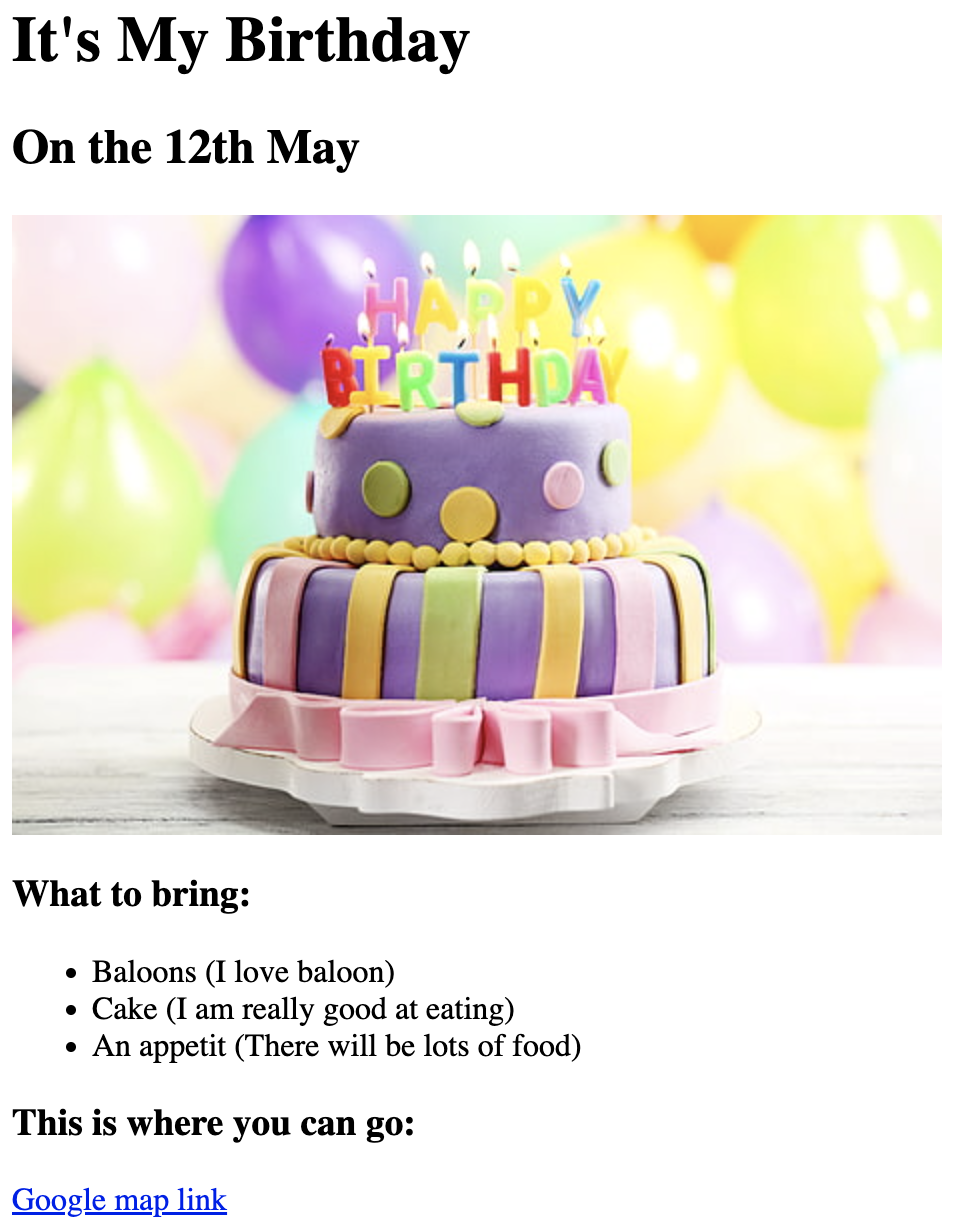 It's My Birthday
On the 12th May
HAPPY
BIRTHDAY
What to bring:
Baloons (I love baloon)
Cake (I am really good at eating)
An appetit (There will be lots of food)
This is where you can go:
Google map link